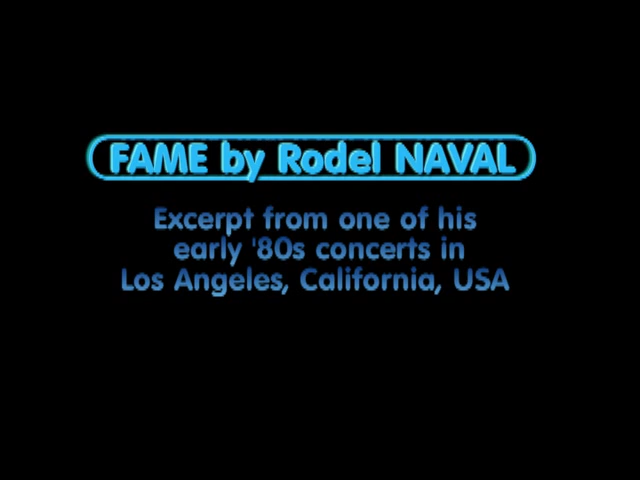 FAME by Rodel NAVAL
Excerpt from one of his
early '80s concerts in
Los Angeles, California, USA